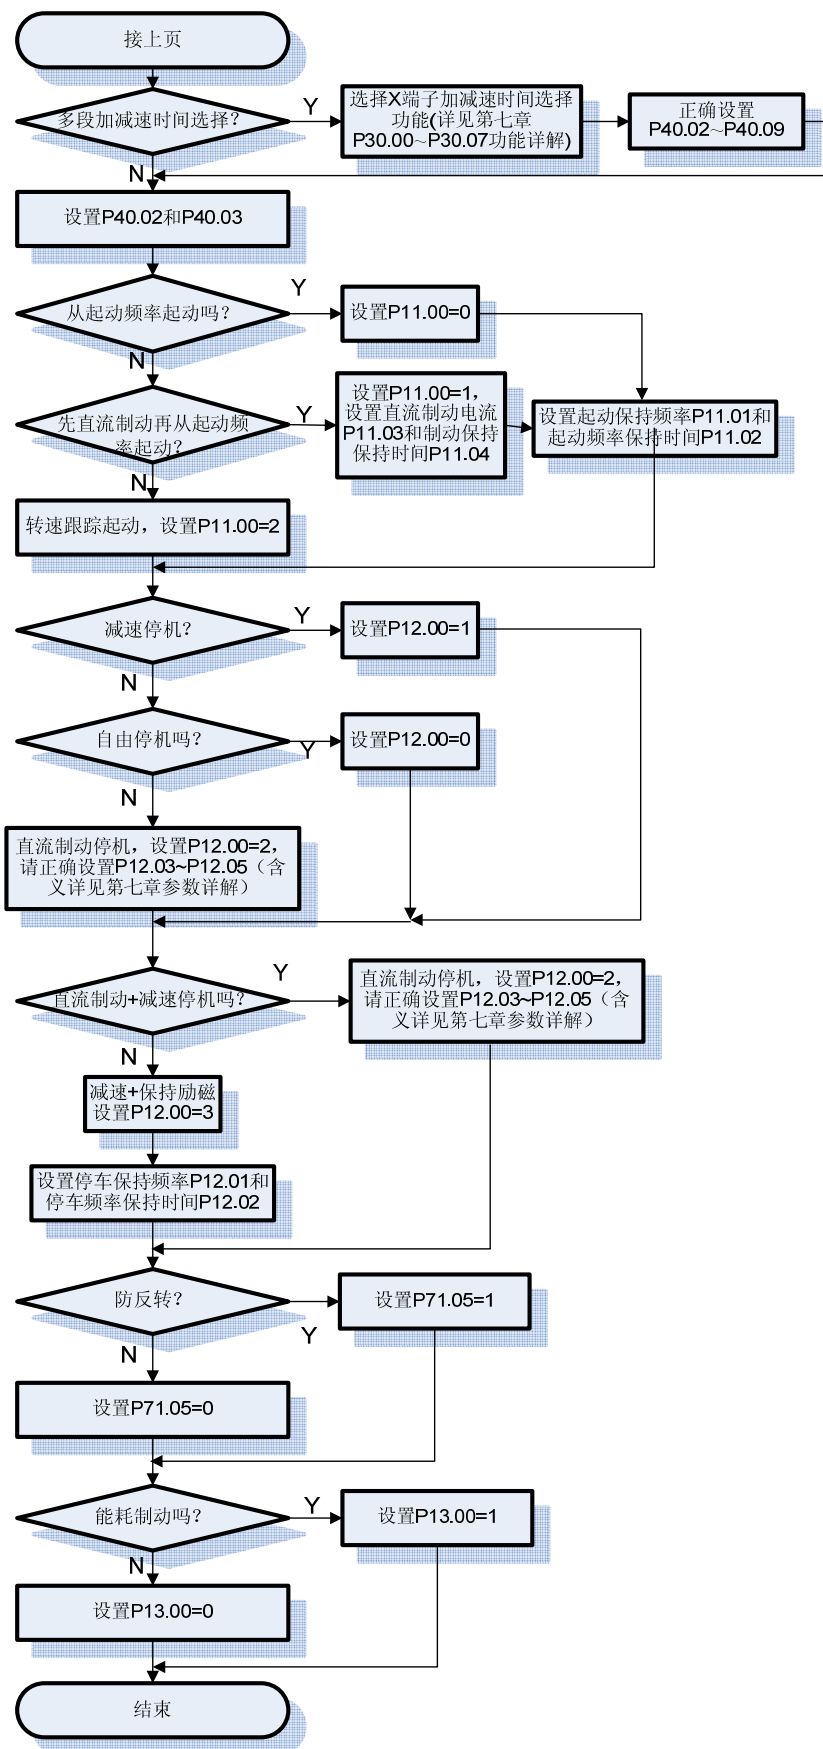 接上页
多段加减速时间选择?
Y
选择X端子加减速时间选择
功能(详见第七章
P30.00~P30.07功能详解)
正确设置
P40.02~P40.09
N
设置P40.02和P40.03
从起动频率起动吗?
Y
设置P11.00=0
N
先直流制动再从起动频
率起动?
Y
设置P11.00=1,
设置直流制动电流
P11.03和制动保持
保持时间P11.04
设置起动保持频率P11.01和
起动频率保持时间P11.02
N
转速跟踪起动, 设置P11.00=2
减速停机?
Y
设置P12.00=1
N
自由停机吗?
Y
设置P12.00=0
N
直流制动停机, 设置P12.00=2,
请正确设置P12.03~P12.05（含
义详见第七章参数详解）
直流制动+减速停机吗?
Y
直流制动停机, 设置P12.00=2,
请正确设置P12.03~P12.05（含
义详见第七章参数详解）
N
减速+保持励磁
设置P12.00=3
设置停车保持频率P12.01和
停车频率保持时间P12.02
防反转?
Y
设置P71.05=1
N
设置P71.05=0
能耗制动吗?
Y
设置P13.00=1
N
设置P13.00=0
结束